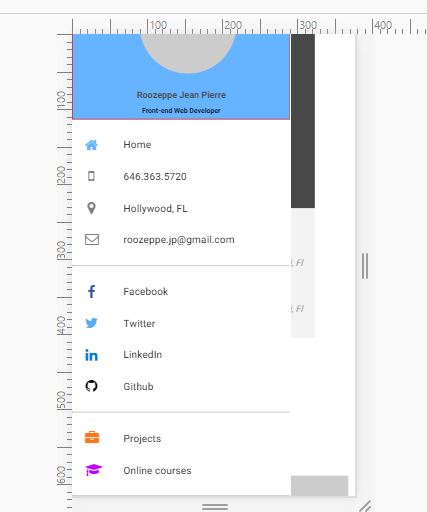 100 200 300 400
Roozeppe Jean Pierre
Front-end Web Developer
100
Home
646.363.5720
200
Hollywood, FL
roozeppe.jp@gmail.com
300
, Fl
Facebook
, Fl
Twitter
400
LinkedIn
Github
500
Projects
Online courses
600